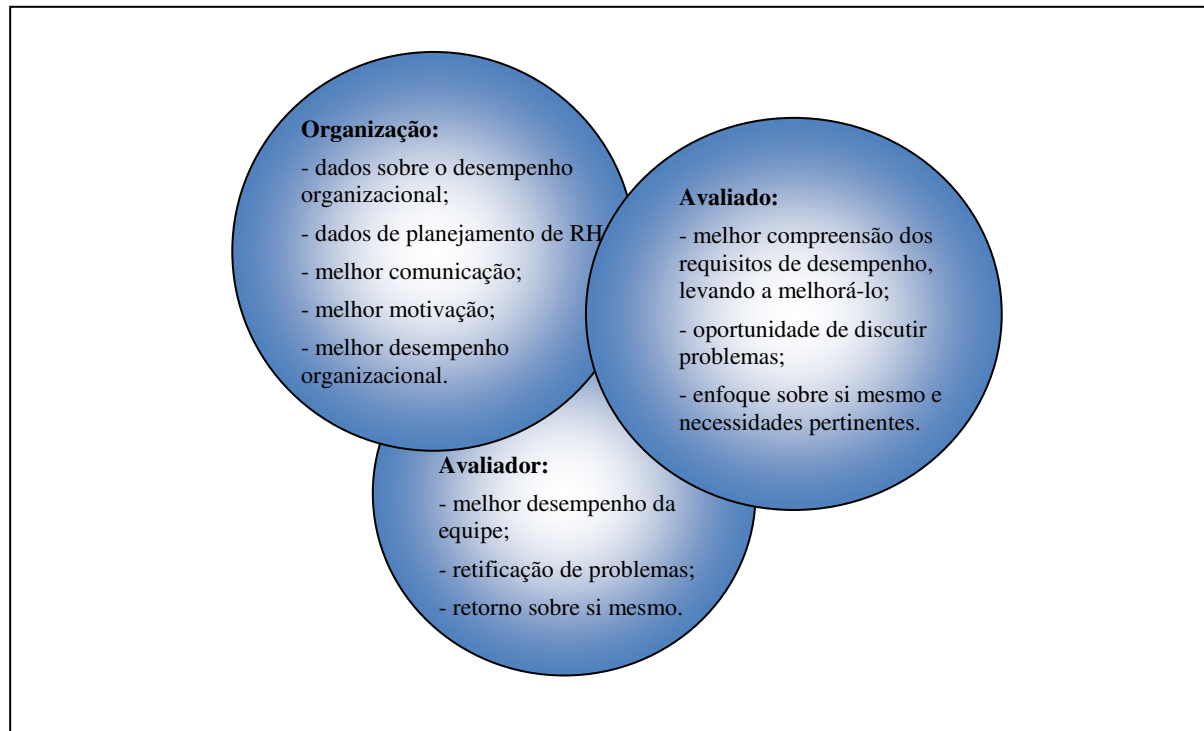 Organização:
- dados sobre o desempenho
organizacional;
- dados de planejamento de RH
- melhor comunicação;
- melhor motivação;
- melhor desempenho
organizacional.
Avaliado:
- melhor compreensão dos
requisitos de desempenho,
levando a melhorá-lo;
- oportunidade de discutir
problemas;
- enfoque sobre si mesmo e
necessidades pertinentes.
Avaliador:
- melhor desempenho da
equipe;
- retificação de problemas;
- retorno sobre si mesmo.